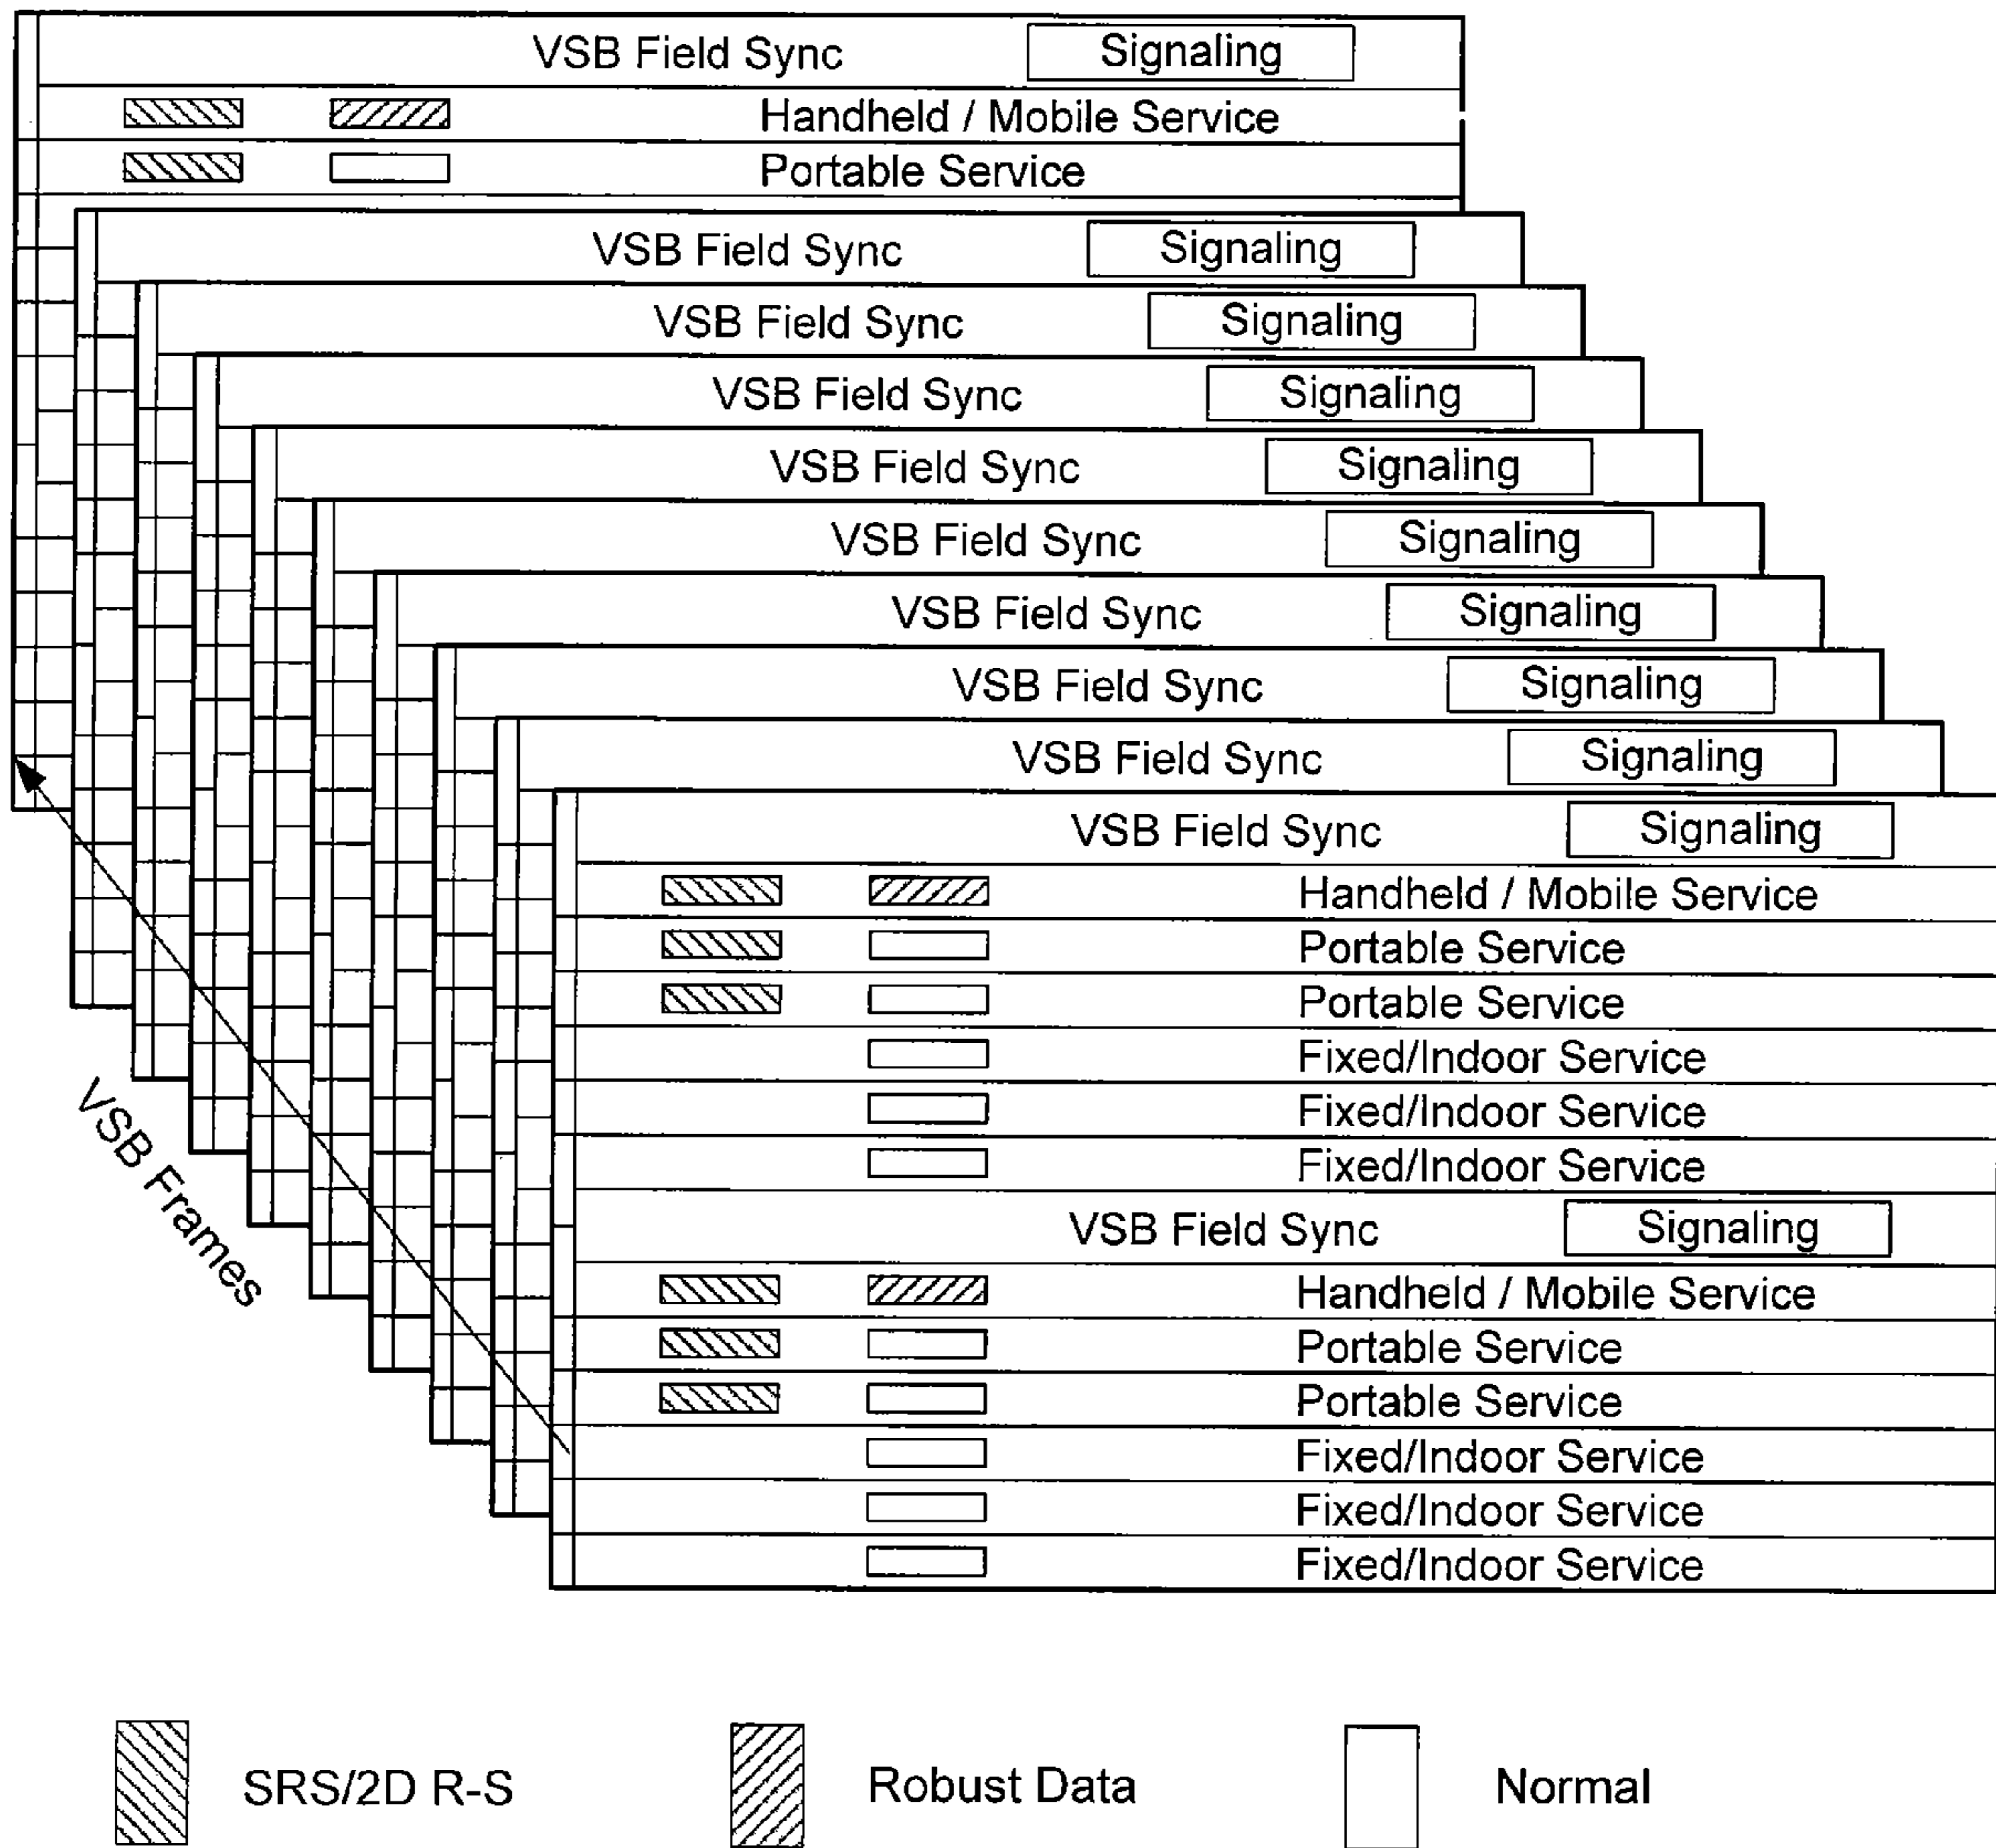 VSB Field Sync Signaling
Handheld / Mobile Service
Portable Service
VSB Field Sync Signaling
VSB Field Sync Signaling
VSB Field Sync Signaling
VSB Field Sync Signaling
VSB Field Sync Signaling
VSB Field Sync Signaling
VSB Field Sync Signaling
VSB Field Sync Signaling
VSB Field Sync Signaling
Handheld / Mobile Service
Portable Service
Portable Service
Fixed/Indoor Service
Fixed/Indoor Service
Fixed/Indoor Service
VSB Field Sync Signaling
Handheld / Mobile Service
Portable Service
Portable Service
Fixed/Indoor Service
Fixed/Indoor Service
Fixed/Indoor Service
VSB Frames
SRS/2D R-S Robust Data Normal